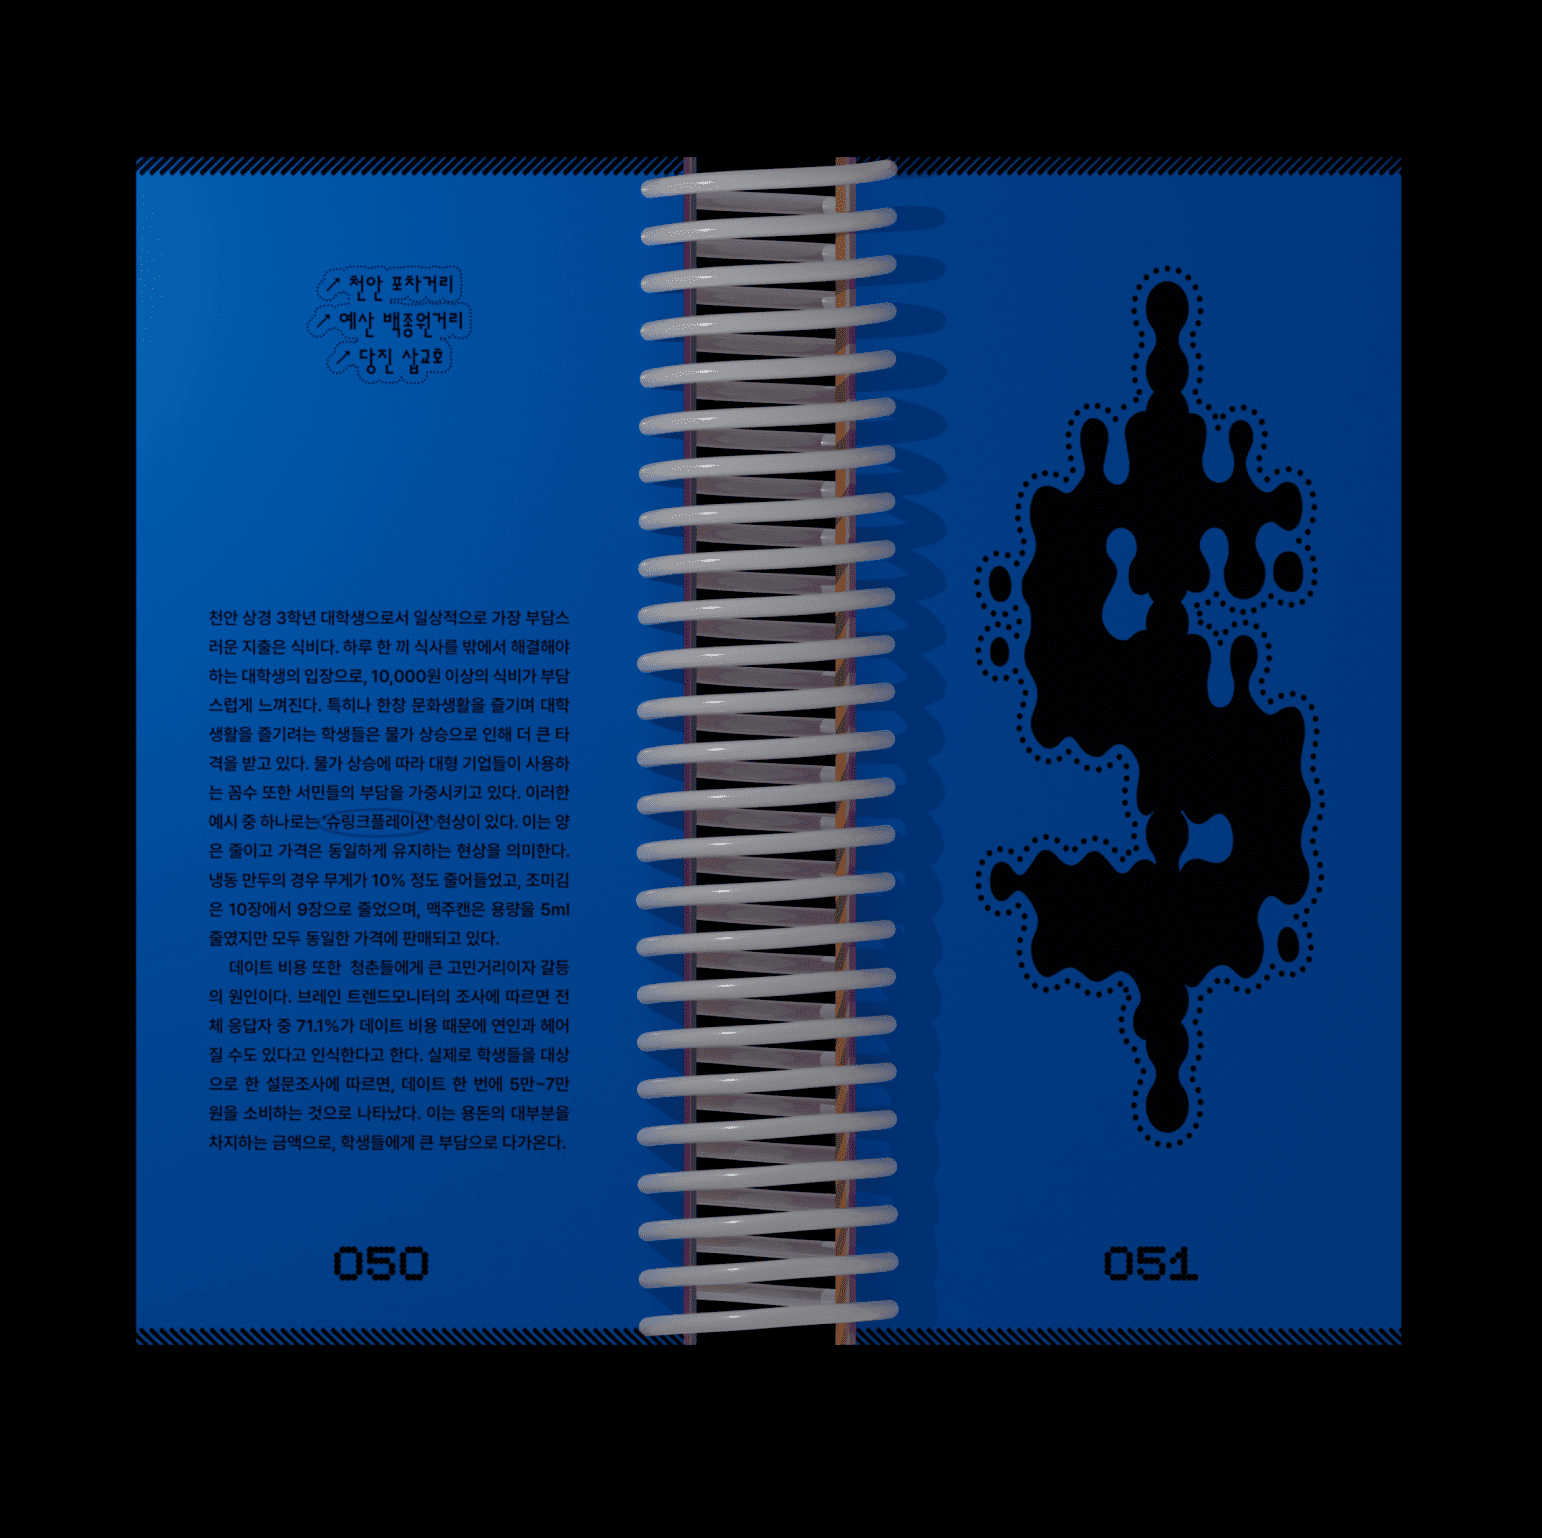 ↗ 천안 포차거리
↗ 예산 백종원거리
↗ 당진 삽교호
천안 상경 3학년 대학생으로서 일상적으로 가장 부담스
러운 지출은 식비다. 하루 한 끼 식사를 밖에서 해결해야
하는 대학생의 입장으로, 10,000원 이상의 식비가 부담
스럽게 느껴진다. 특히나 한창 문화생활을 즐기며 대학
생활을 즐기려는 학생들은 물가 상승으로 인해 더 큰 타
격을 받고 있다. 물가 상승에 따라 대형 기업들이 사용하
는 꼼수 또한 서민들의 부담을 가중시키고 있다. 이러한
예시 중 하나로는 ‘슈링크플레이션’ 현상이 있다. 이는 양
은 줄이고 가격은 동일하게 유지하는 현상을 의미한다.
냉동 만두의 경우 무게가 10% 정도 줄어들었고, 조미김
은 10장에서 9장으로 줄었으며, 맥주캔은 용량을 5ml
줄였지만 모두 동일한 가격에 판매되고 있다.
데이트 비용 또한 청춘들에게 큰 고민거리이자 갈등
의 원인이다. 브레인 트렌드모니터의 조사에 따르면 전
체 응답자 중 71.1%가 데이트 비용 때문에 연인과 헤어
질 수도 있다고 인식한다고 한다. 실제로 학생들을 대상
으로 한 설문조사에 따르면, 데이트 한 번에 5만~7만
원을 소비하는 것으로 나타났다. 이는 용돈의 대부분을
차지하는 금액으로, 학생들에게 큰 부담으로 다가온다.
050
051